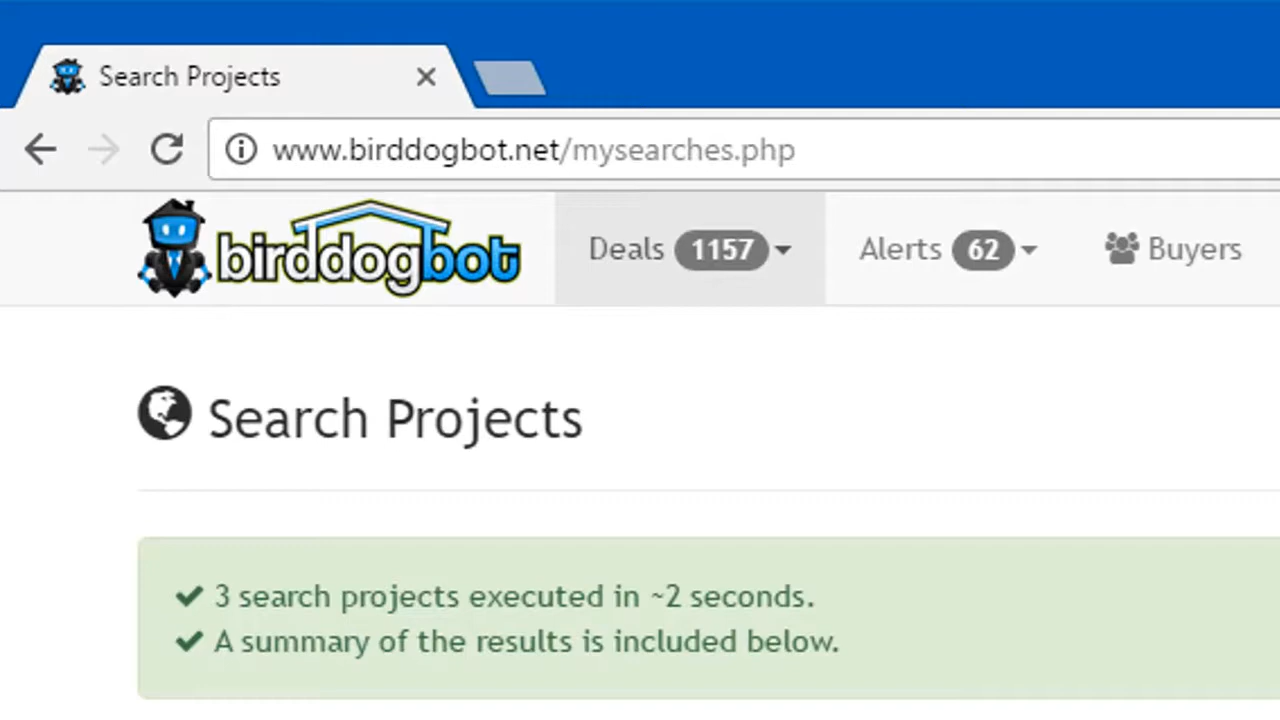 Search Projects
www.birddogbot.net/mysearches.php
birddogbot Deals 1157 Alerts 62 Buyers
Search Projects
3 search projects executed in ~2 seconds.
A summary of the results is included below.